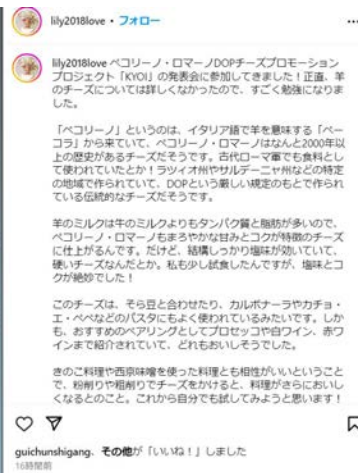 lily2018love • フォロー
lily2018love ペコリーノ・ロマーノDOPチーズプロモーション
プロジェクト「KYOI」の発表会に参加してきました！正直、羊
のチーズについては詳しくなかったので、すごく勉強になりま
した。
「ペコリーノ」というのは、イタリア語で羊を意味する「ペー
コラ」から来ていて、ペコリーノ・ロマーノはなんと2000年以
上の歴史があるチーズだそうです。古代ローマ軍でも食料とし
て使われていたとか！ラツィオ州やサルデーニャ州などの特定
の地域で作られていて、DOPという厳しい規定のもとで作られ
ている伝統的なチーズだそうです。
羊のミルクは牛のミルクよりもタンパク質と脂肪が多いので、
ペコリーノ・ロマーノもまろやかな甘みとコクが特徴のチーズ
に仕上がるんです。だけど、結構しっかり塩味が効いていて、
硬いチーズなんだとか。私も少し試食したんですが、塩味とコ
クが絶妙でした！
このチーズは、そら豆と合わせたり、カルボナーラやカチョ・
エ・ペペなどのパスタにもよく使われているみたいです。しか
も、おすすめのペアリングとしてプロセッコや白ワイン、赤ワ
インまで紹介されていて、どれもおいしそうでした。
きのこ料理や西京味噌を使った料理とも相性がいいということ
で、粉削りや粗削りでチーズをかけると、料理がさらにおいし
くなるとのこと。これから自分でも試してみようと思います！
guichunshigang、その他が「いいね！」しました
16時間前